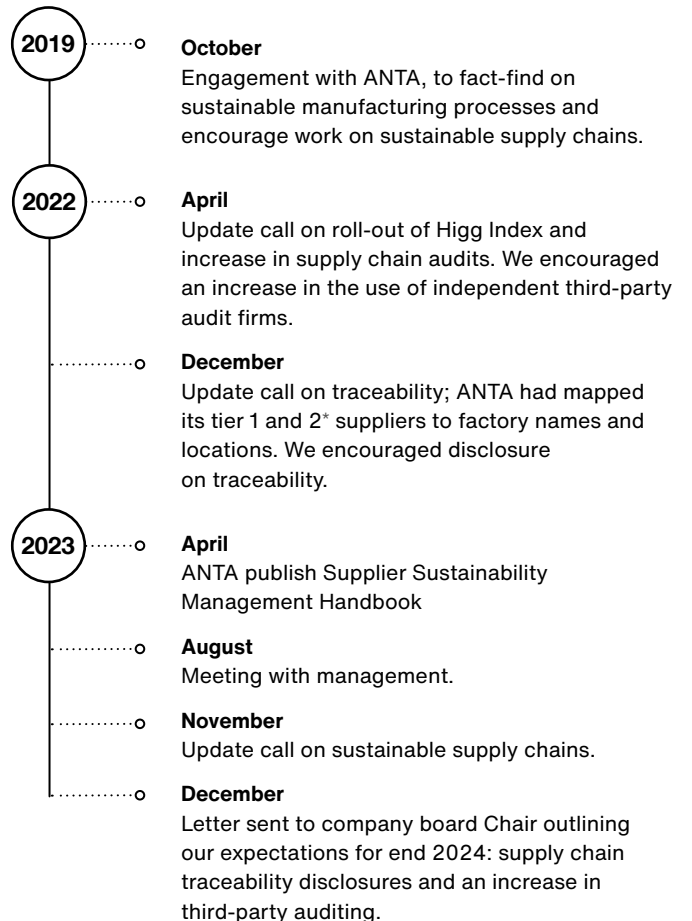 2019
October
Engagement with ANTA, to fact-find on
sustainable manufacturing processes and
encourage work on sustainable supply chains.
2022
April
Update call on roll-out of Higg Index and
increase in supply chain audits. We encouraged
an increase in the use of independent third-party
audit firms.
December
Update call on traceability; ANTA had mapped
its tier 1 and 2* suppliers to factory names and
locations. We encouraged disclosure
on traceability.
2023
April
ANTA publish Supplier Sustainability
Management Handbook
August
Meeting with management.
November
Update call on sustainable supply chains.
December
Letter sent to company board Chair outlining
our expectations for end 2024: supply chain
traceability disclosures and an increase in
third-party auditing.